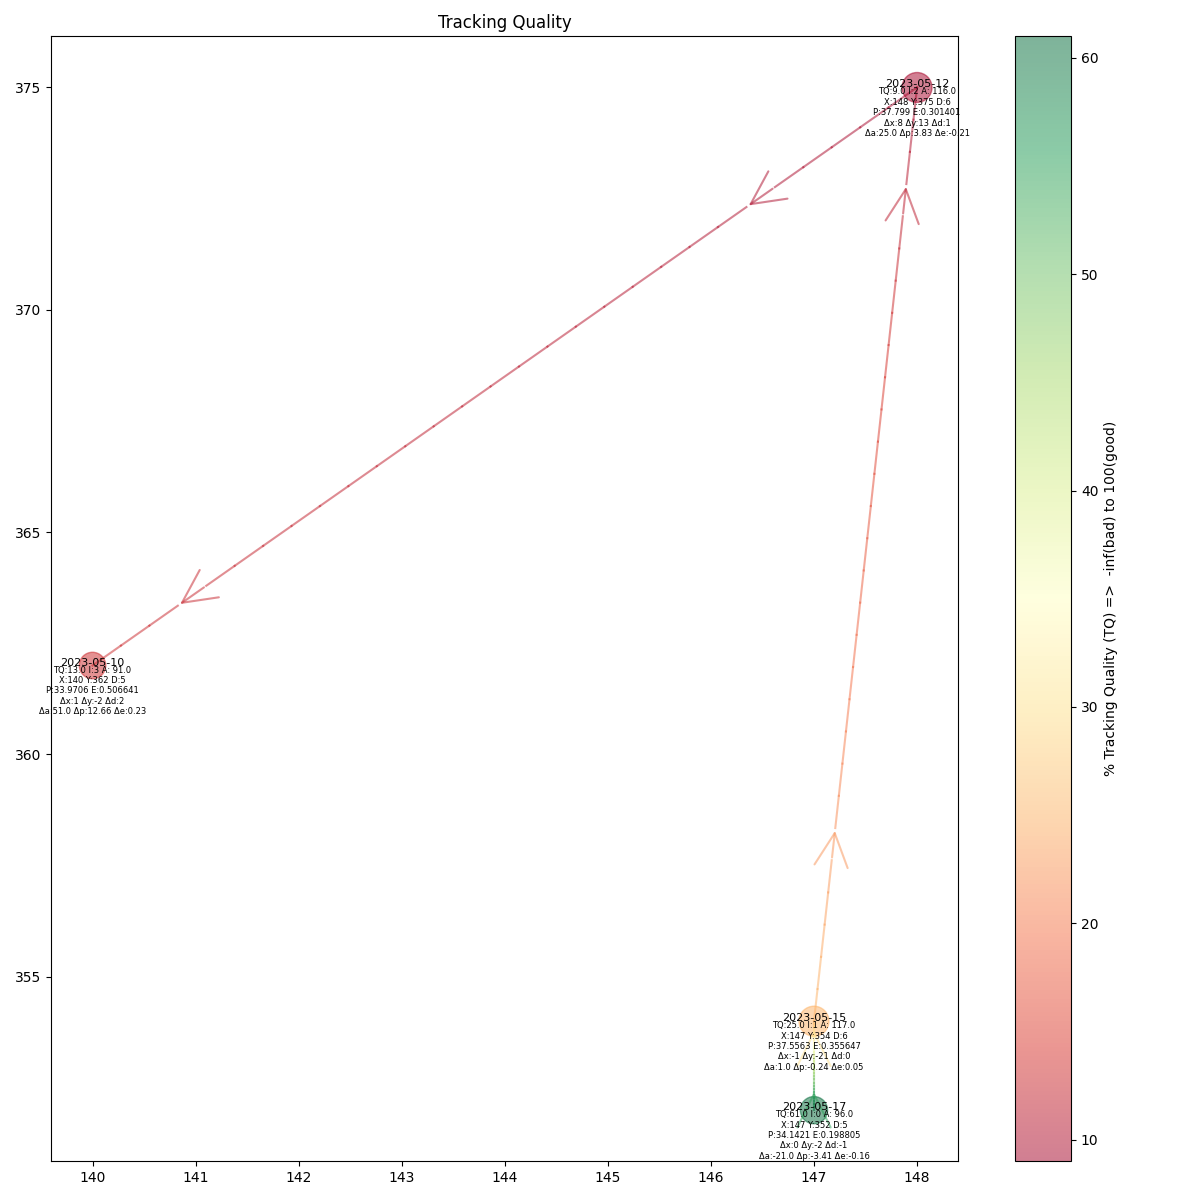 Tracking Quality
375
370
365
360
355
140
141
142
143
144
145
146
147
148
2023-05-12
TQ:9.0 I:2 A: 116.0
X:148 Y:375 D:6
P:37.799 E:0.301401
Δx:8 Δy:13 Δd:1
Δa:25.0 Δp:3.83 Δe:-0.21
2023-05-10
TQ:13.0 I:3 A: 91.0
X:140 Y:362 D:5
P:33.9706 E:0.506641
Δx:1 Δy:-2 Δd:2
Δa:51.0 Δp:12.66 Δe:0.23
2023-05-15
TQ:25.0 I:1 A: 117.0
X:147 Y:354 D:6
P:37.5563 E:0.355647
Δx:-1 Δy:-21 Δd:0
Δa:1.0 Δp:-0.24 Δe:0.05
2023-05-17
TQ:61.0 I:0 A: 96.0
X:147 Y:352 D:5
P:34.1421 E:0.198805
Δx:0 Δy:-2 Δd:-1
Δa:-21.0 Δp:-3.41 Δe:-0.16
60
50
40
30
20
10
% Tracking Quality (TQ) => -inf(bad) to 100(good)